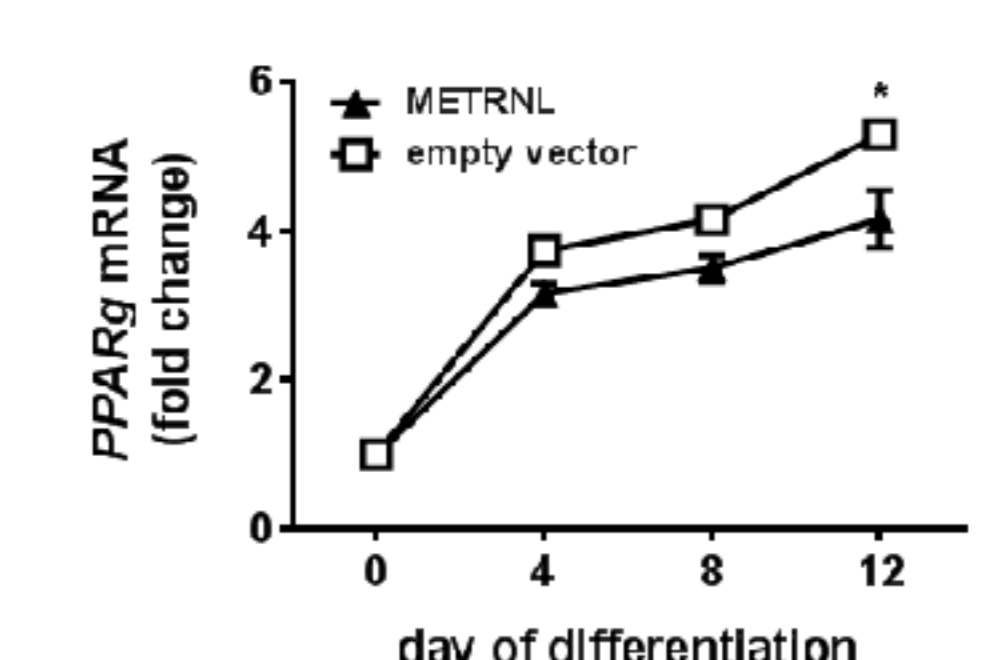 6
METRNL
*
empty vector
PPARg mRNA
(fold change)
4
2
0
0 4 8 12
day of differentiation